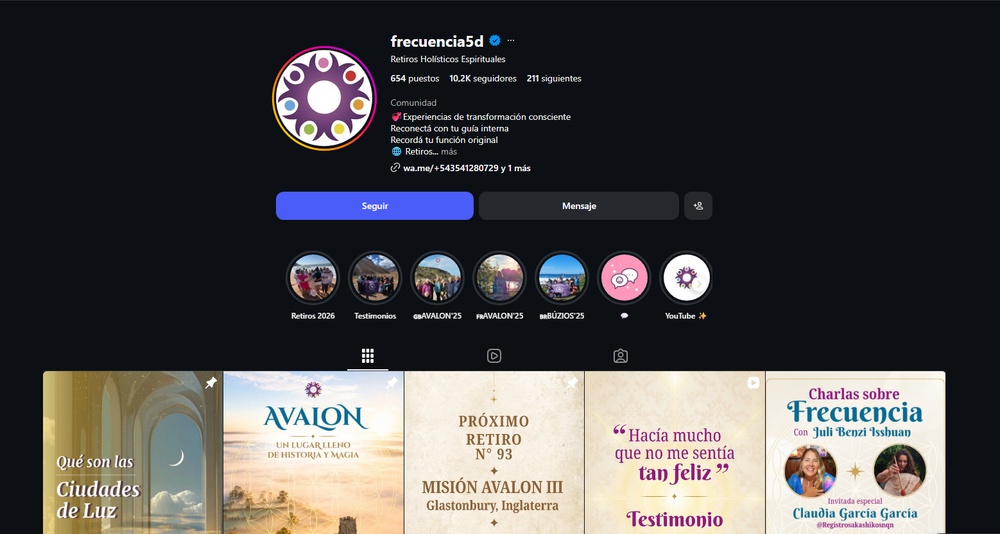 frecuencia5d
Retiros Holísticos Espirituales
654 puestos 10,2K seguidores 211 siguientes
Comunidad
💞Experiencias de transformación consciente
Reconectá con tu guía interna
Recordá tu función original
🌐 Retiros... más
wa.me/+543541280729 y 1 más
Seguir
Mensaje
Retiros 2026
Testimonios
GBAVALON'25
FRAVALON'25
BRBÚZIOS'25
💬
YouTube ✨
Qué son las
Ciudades
de Luz
AVALON
UN LUGAR LLENO
DE HISTORIA Y MAGIA
PRÓXIMO
RETIRO
N° 93
MISIÓN AVALON III
Glastonbury, Inglaterra
“Hacía mucho
que no me sentía
tan feliz”
Testimonio
Charlas sobre
Frecuencia
Con Juli Benzi Isshuan
Invitada especial
Claudia García García
@Registrosakashikosnqn